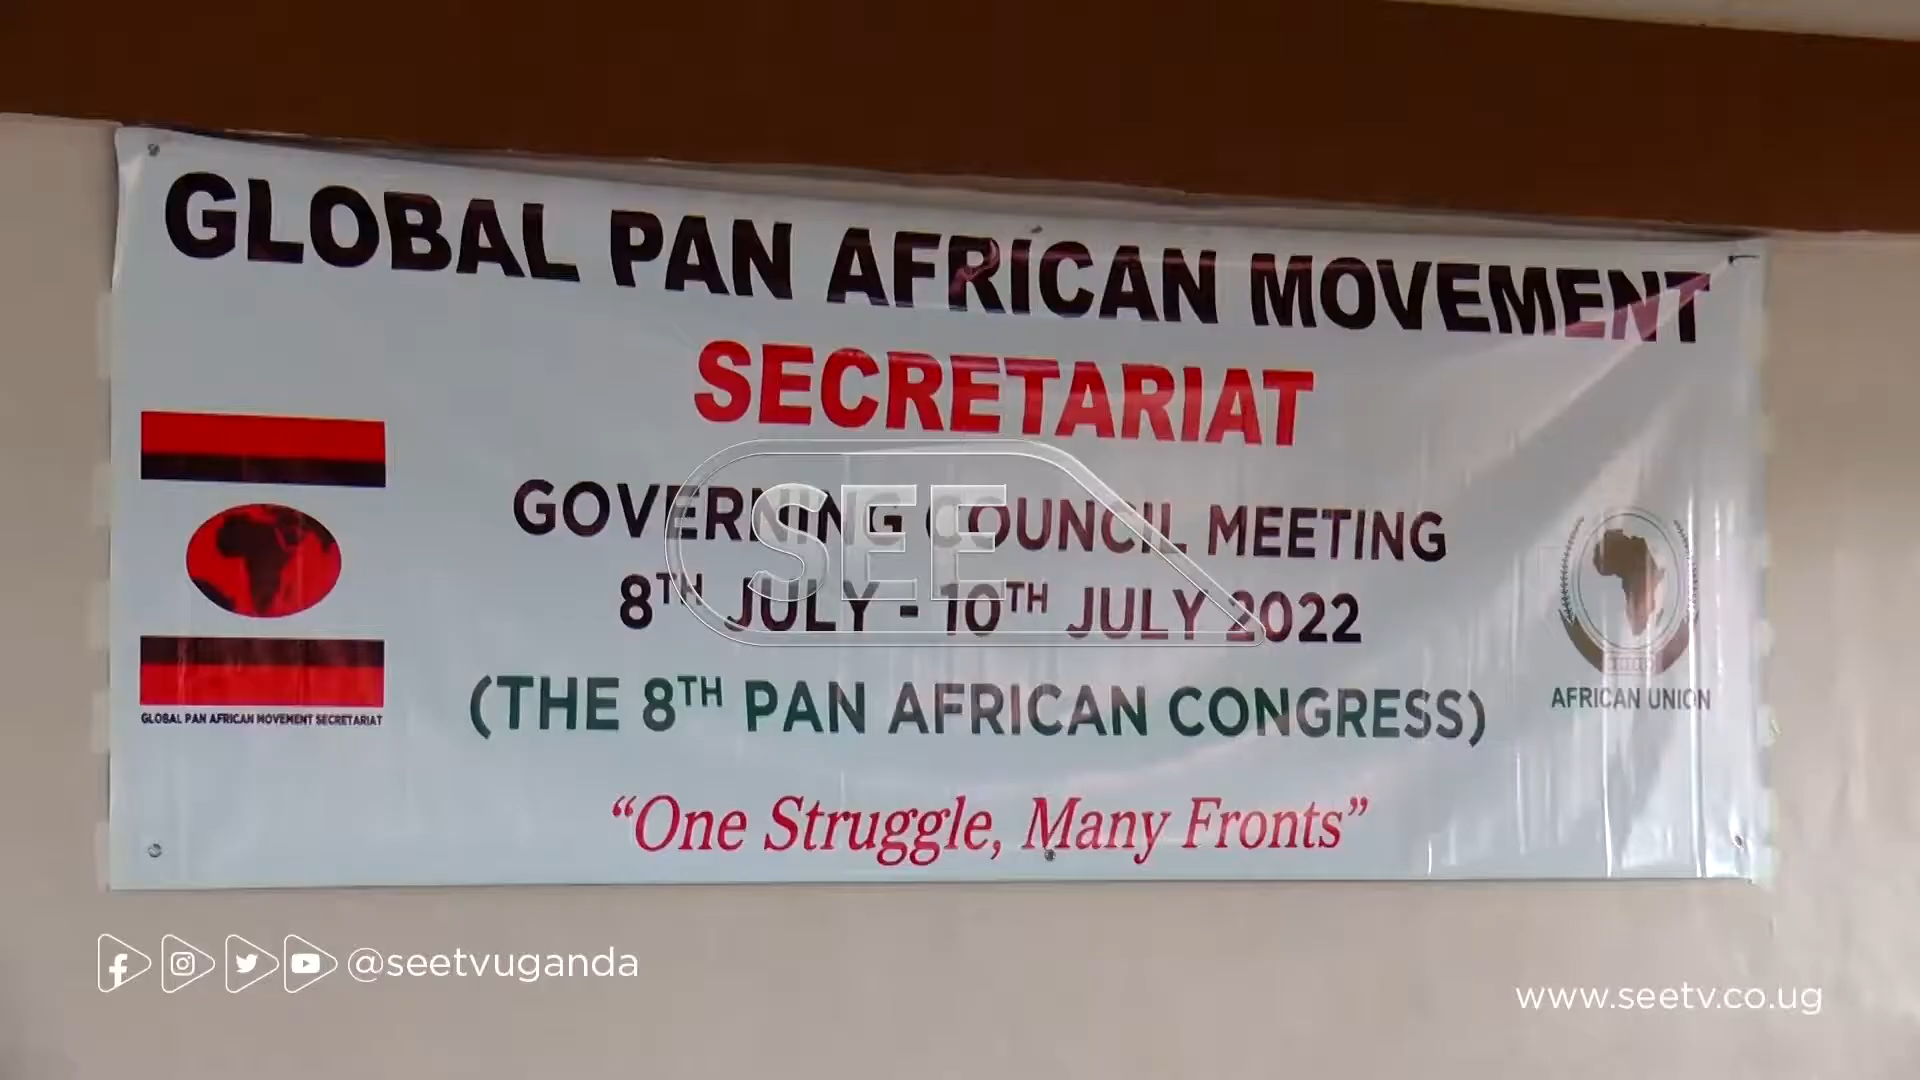 GLOBAL PAN AFRICAN MOVEMENT
SECRETARIAT
GOVERNING COUNCIL MEETING
8TH JULY - 10TH JULY 2022
(THE 8TH PAN AFRICAN CONGRESS)
"One Struggle, Many Fronts"
GLOBAL PAN AFRICAN MOVEMENT SECRETARIAT
AFRICAN UNION
SEE
@seetvuganda
www.seetv.co.ug